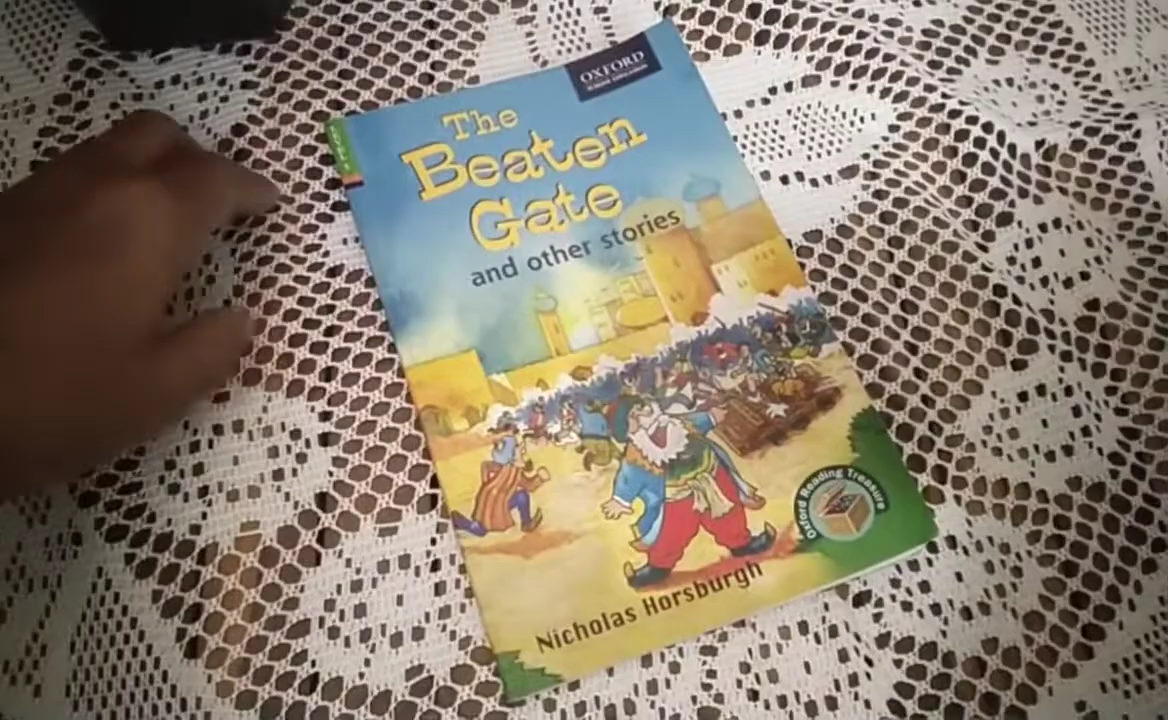 OXFORD
The
Beaten
Gate
and other stories
Oxford Reading Treasure
Nicholas Horsburgh